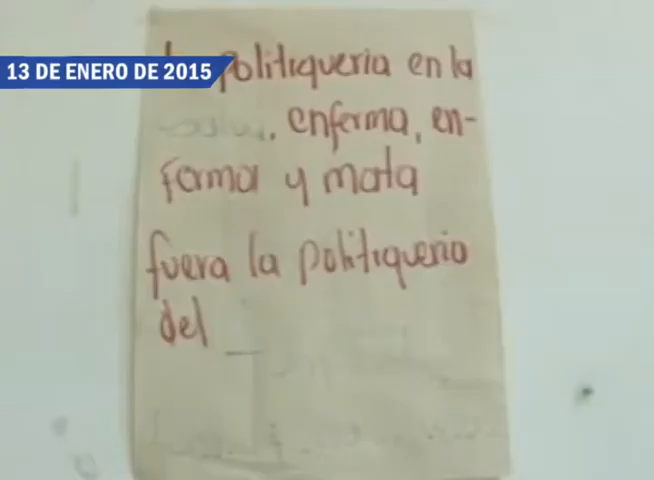 13 DE ENERO DE 2015
politiqueria en la
, enferma, en-
ferma y mata
fuera la politiqueria
del